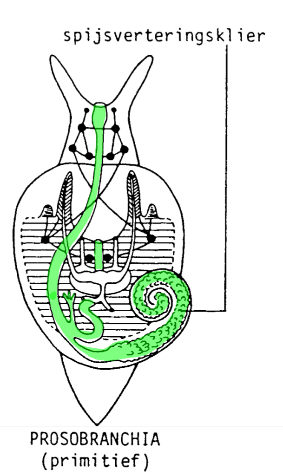 spijsverteringsklier
PROSOBRANCHIA
(primitief)